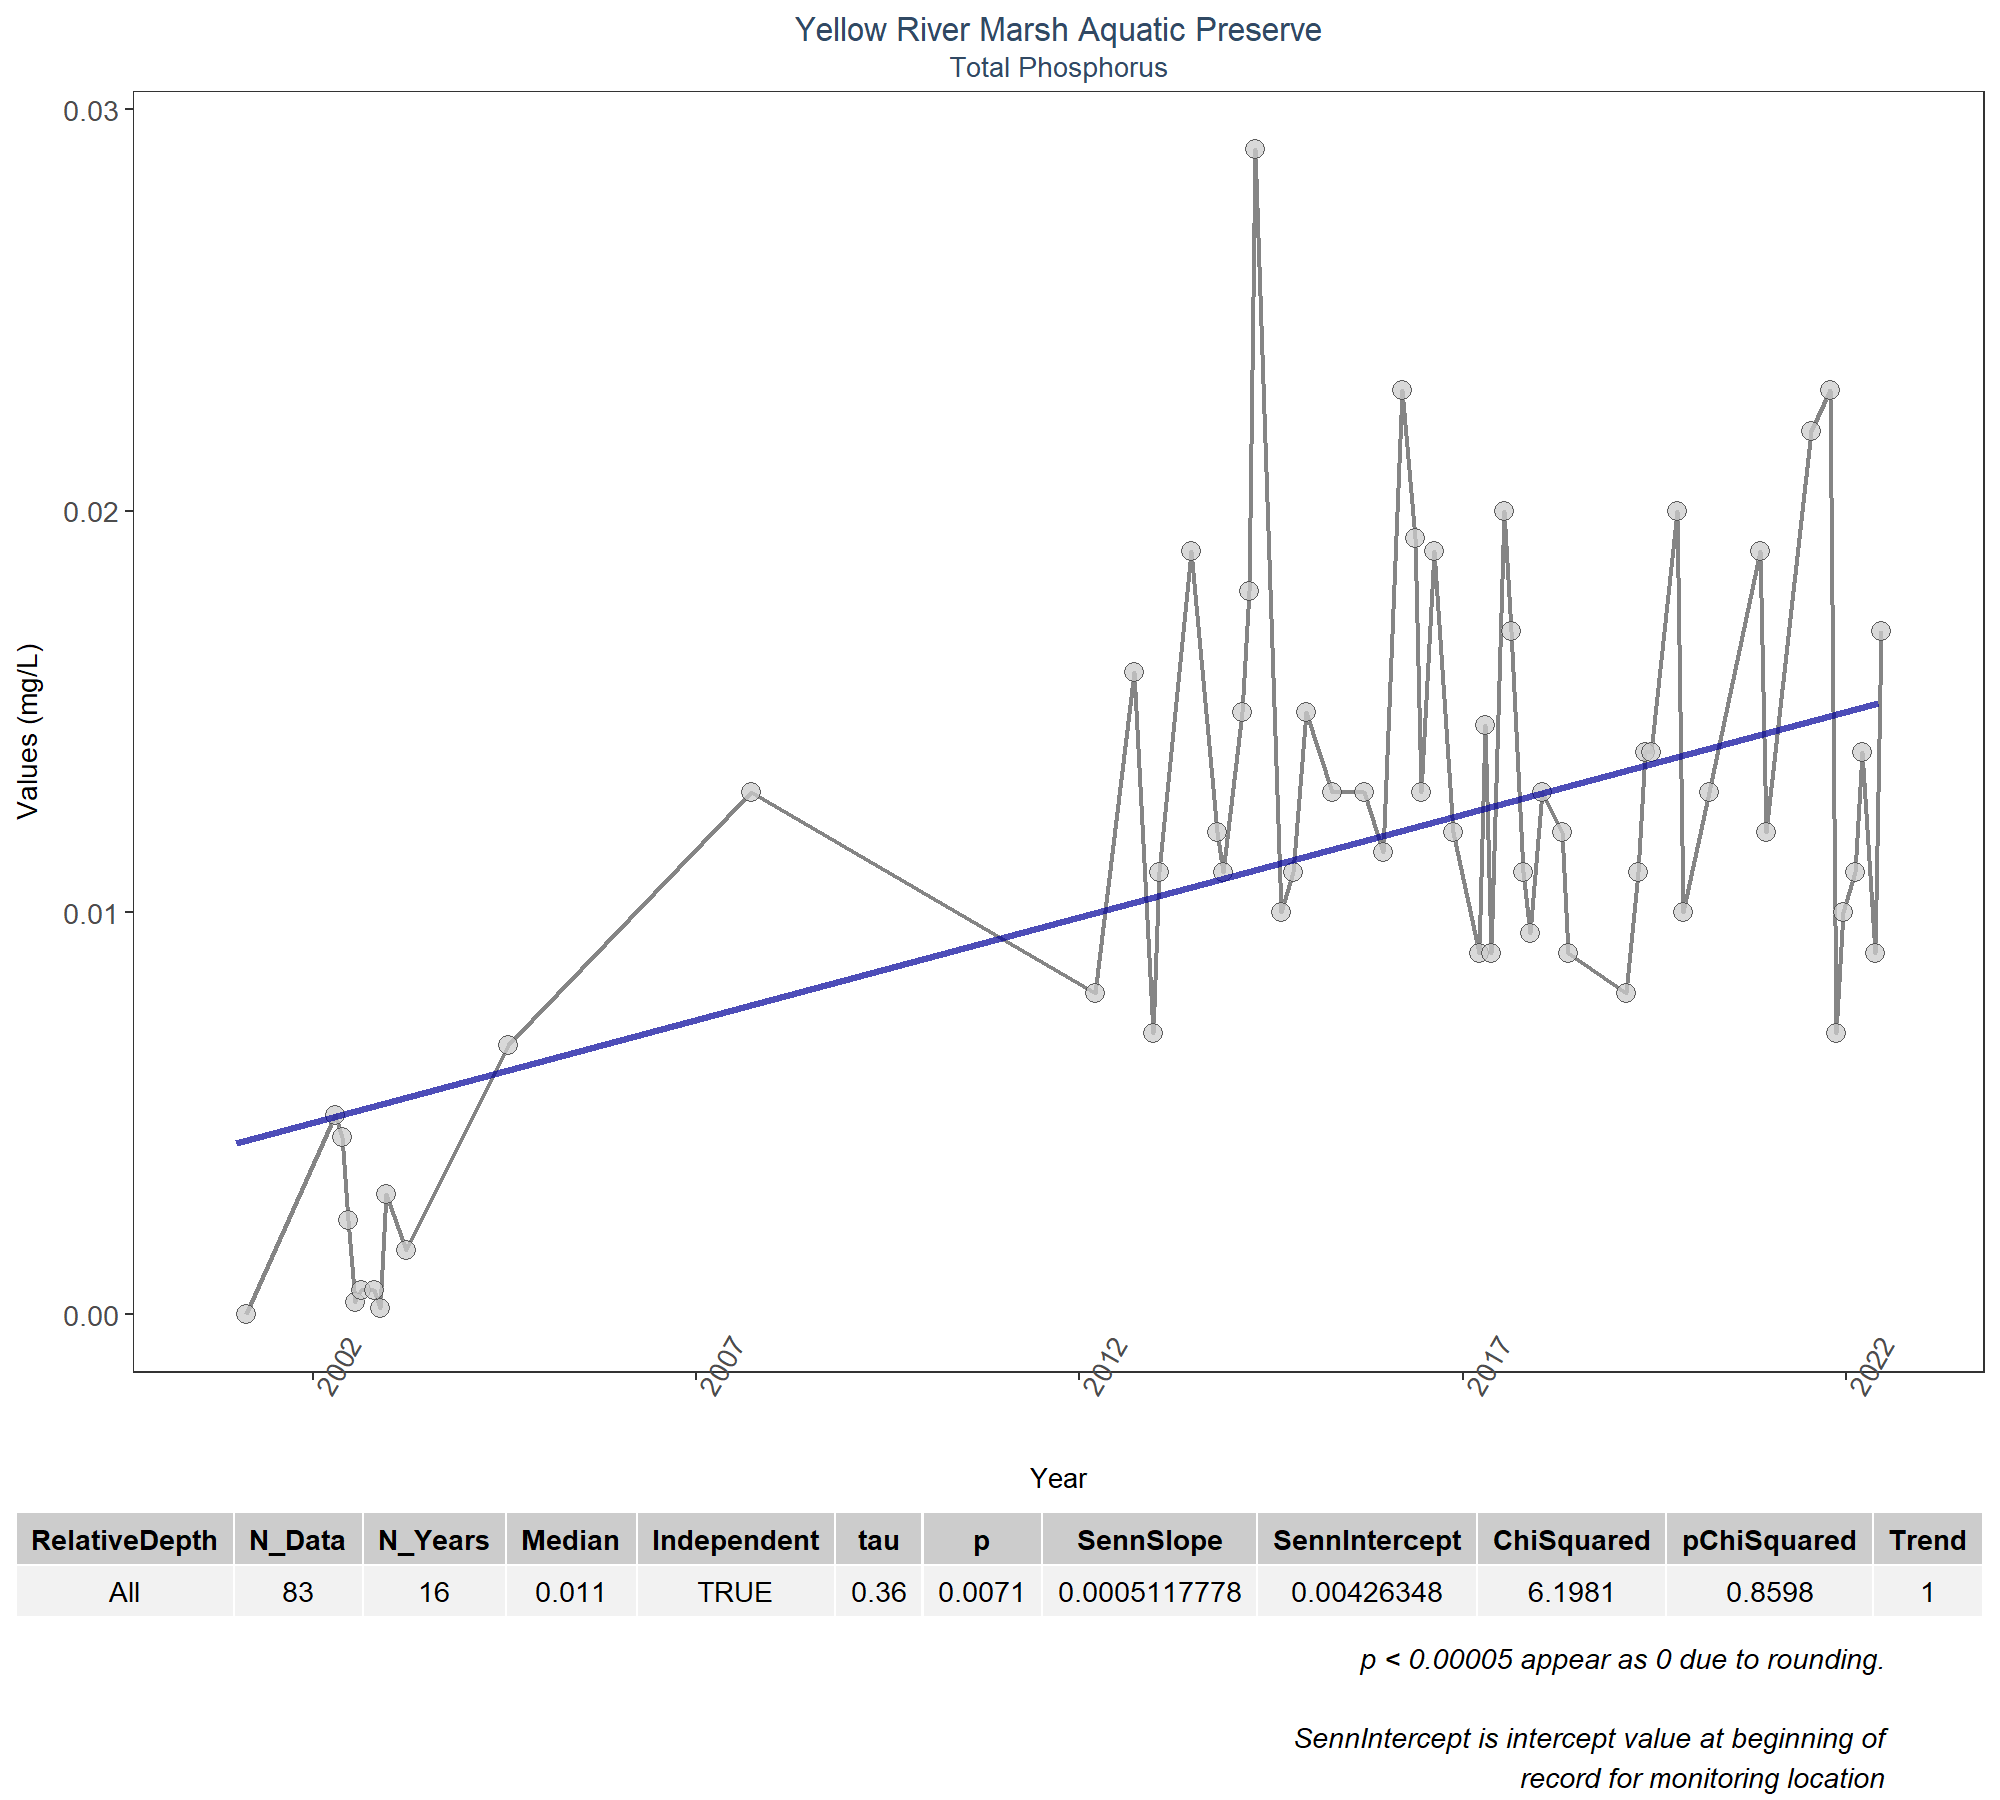 Yellow River Marsh Aquatic Preserve
Total Phosphorus
0.03
0.02
0.01
0.00
Values (mg/L)
2002 2007 2012 2017 2022
Year
RelativeDepth N_Data N_Years Median Independent tau p SennSlope SennIntercept ChiSquared pChiSquared Trend
All 83 16 0.011 TRUE 0.36 0.0071 0.0005117778 0.00426348 6.1981 0.8598 1
p < 0.00005 appear as 0 due to rounding.
SennIntercept is intercept value at beginning of
record for monitoring location